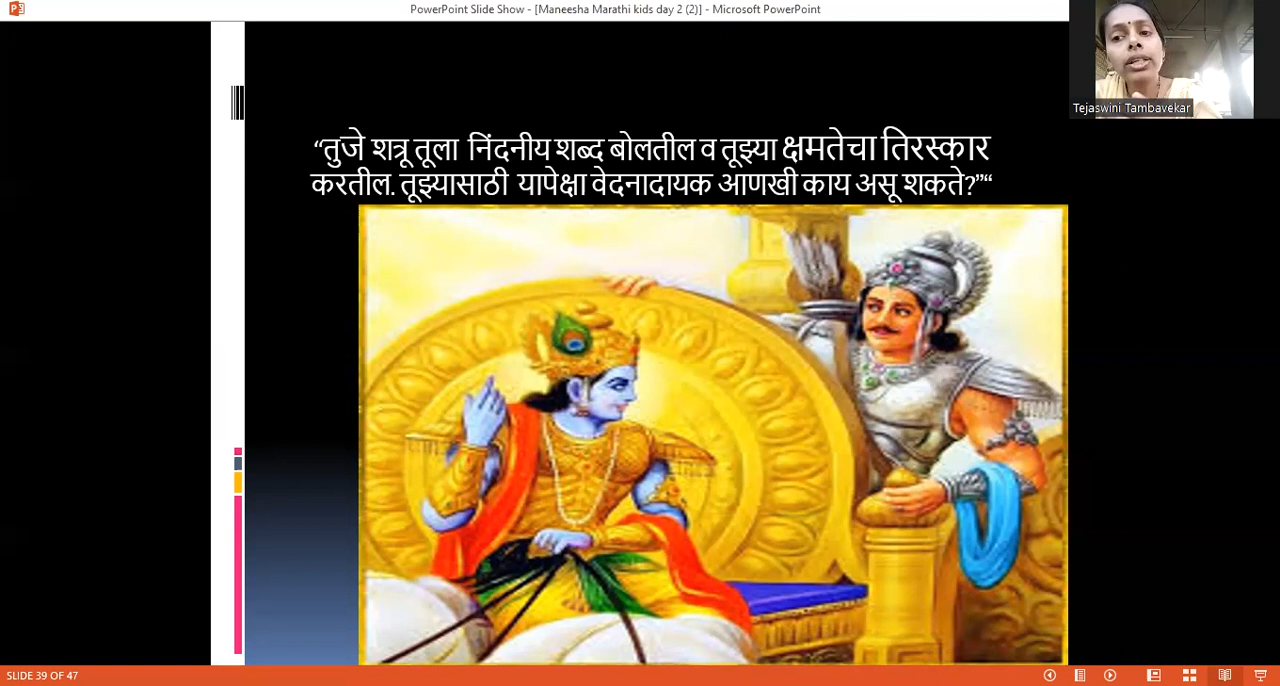 PowerPoint Slide Show - [Maneesha Marathi kids day 2 (2)] - Microsoft PowerPoint
Tejaswini Tambavekar
“तुजे शत्रू तूला निंदनीय शब्द बोलतील व तूझ्या क्षमतेचा तिरस्कार
करतील. तूझ्यासाठी यापेक्षा वेदनादायक आणखी काय असू शकते?”“
SLIDE 39 OF 47